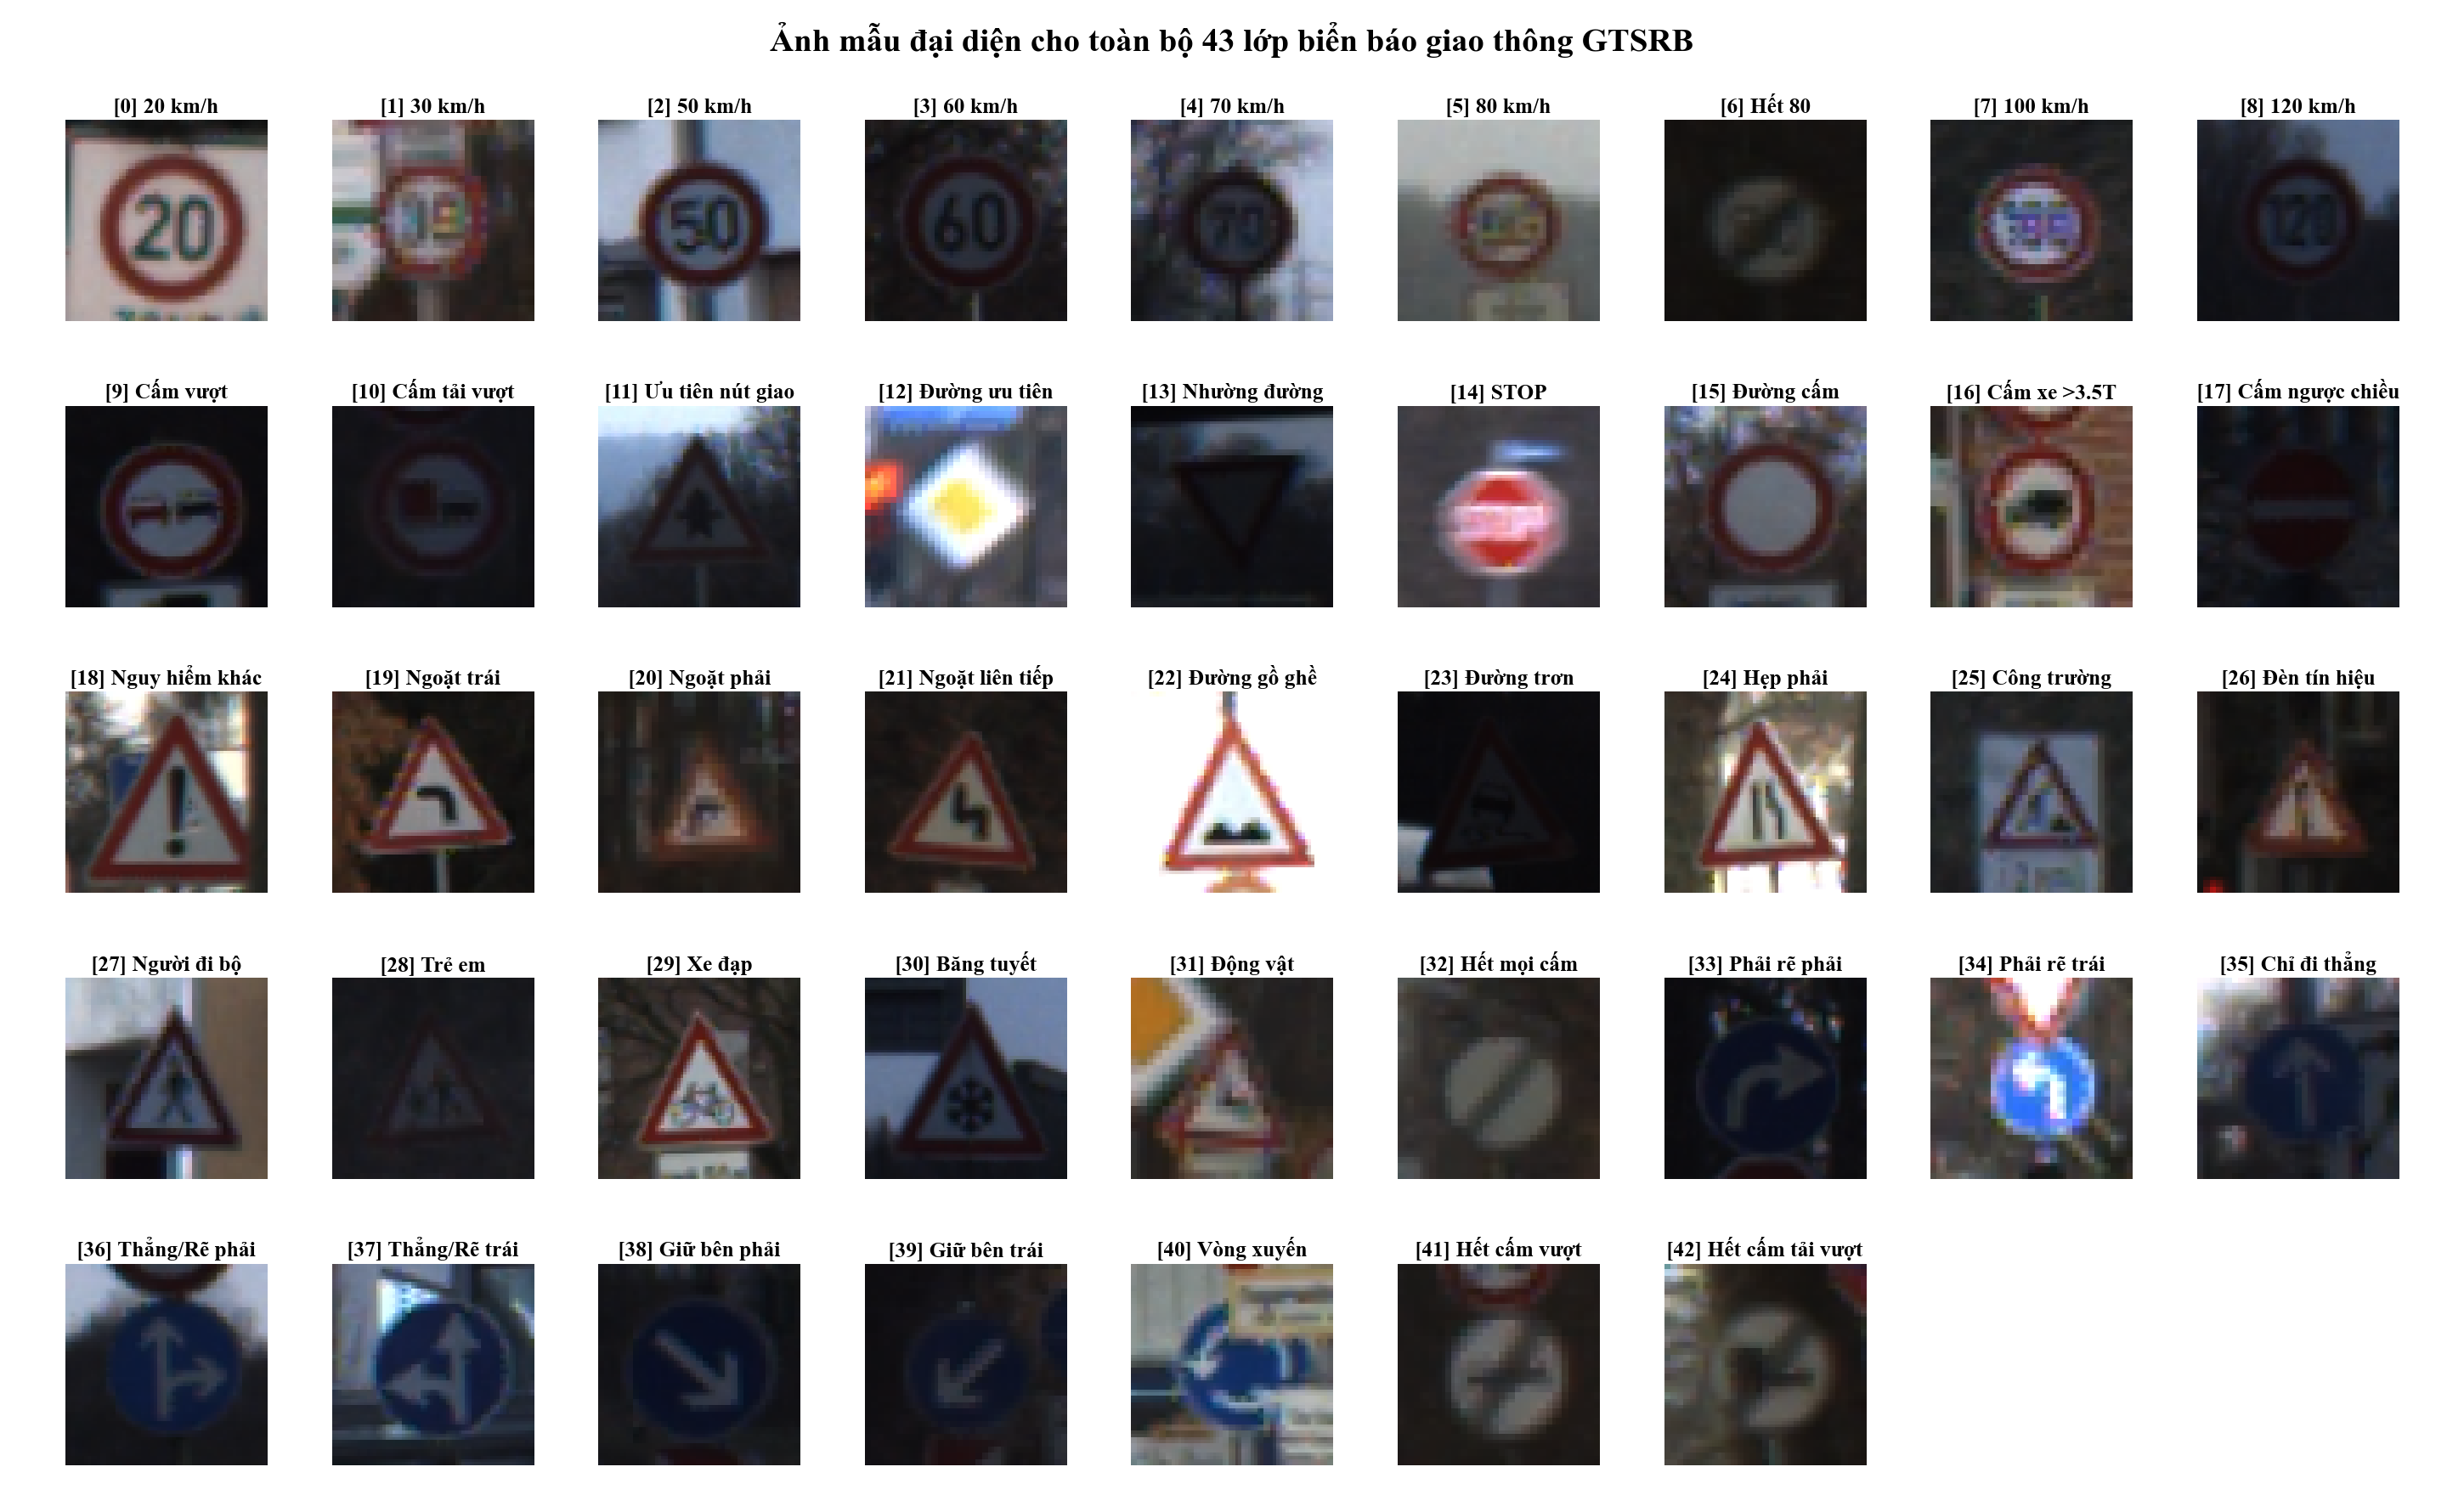 Ảnh mẫu đại diện cho toàn bộ 43 lớp biển báo giao thông GTSRB
[0] 20 km/h
[1] 30 km/h
[2] 50 km/h
[3] 60 km/h
[4] 70 km/h
[5] 80 km/h
[6] Hết 80
[7] 100 km/h
[8] 120 km/h
20
50
60
70
120
[9] Cấm vượt
[10] Cấm tải vượt
[11] Ưu tiên nút giao
[12] Đường ưu tiên
[13] Nhường đường
[14] STOP
[15] Đường cấm
[16] Cấm xe >3.5T
[17] Cấm ngược chiều
STOP
[18] Nguy hiểm khác
[19] Ngoặt trái
[20] Ngoặt phải
[21] Ngoặt liên tiếp
[22] Đường gồ ghề
[23] Đường trơn
[24] Hẹp phải
[25] Công trường
[26] Đèn tín hiệu
[27] Người đi bộ
[28] Trẻ em
[29] Xe đạp
[30] Băng tuyết
[31] Động vật
[32] Hết mọi cấm
[33] Phải rẽ phải
[34] Phải rẽ trái
[35] Chỉ đi thẳng
[36] Thẳng/Rẽ phải
[37] Thẳng/Rẽ trái
[38] Giữ bên phải
[39] Giữ bên trái
[40] Vòng xuyến
[41] Hết cấm vượt
[42] Hết cấm tải vượt